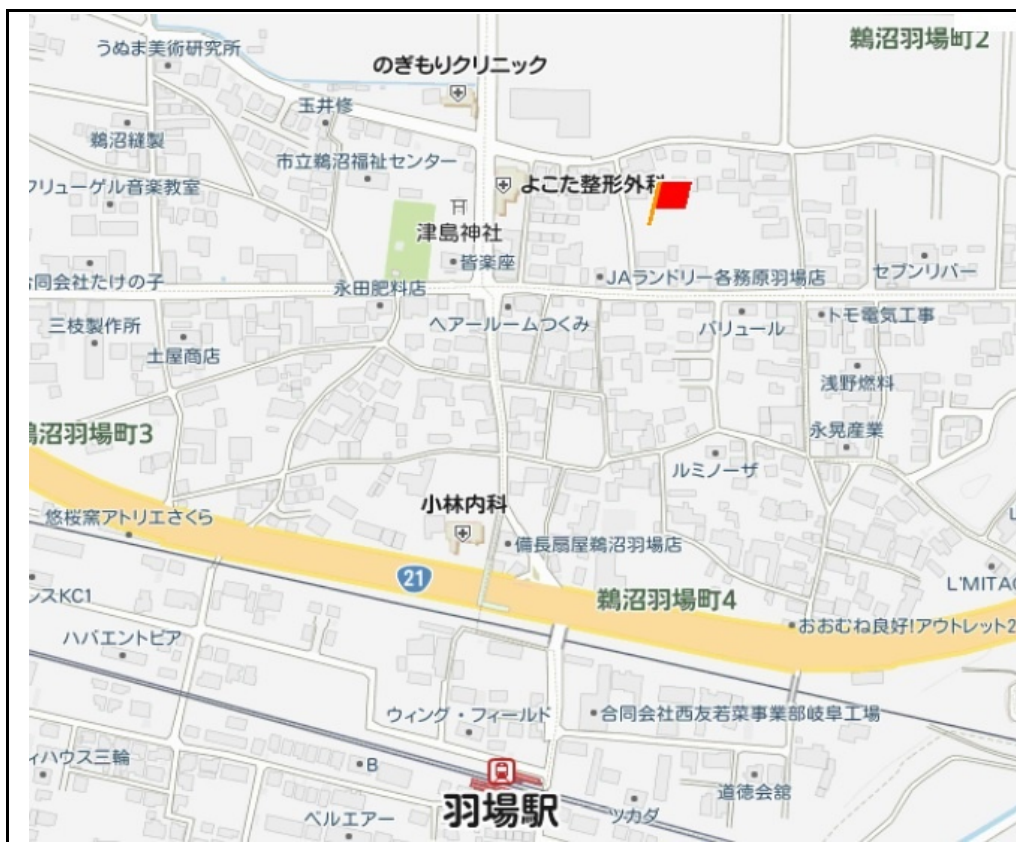 うぬま美術研究所
鵜沼羽場町2
のぎもりクリニック
玉井修
鵜沼縫製
市立鵜沼福祉センター
フリューゲル音楽教室
よこた整形外科
津島神社
皆楽座
セブンリバー
合同会社たけの子
JAランドリー各務原羽場店
永田肥料店
三枝製作所
ヘアールームつくみ
バリュール
トモ電気工事
土屋商店
浅野燃料
鵜沼羽場町3
永晃産業
ルミノーザ
小林内科
悠桜窯アトリエさくら
備長扇屋鵜沼羽場店
21
L'MITAC
ンスKC1
鵜沼羽場町4
おおむね良好!アウトレット2
ハバエントピア
ウィング・フィールド
合同会社西友若菜事業部岐阜工場
ィハウス三輪
B
道徳会舘
羽場駅
ベルエアー
ツカダ